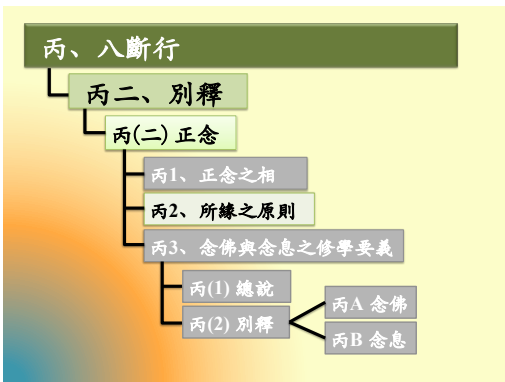 丙、八斷行
丙二、別釋
丙(二) 正念
丙1、正念之相
丙2、所緣之原則
丙3、念佛與念息之修學要義
丙(1) 總說
丙(2) 別釋
丙A 念佛
丙B 念息